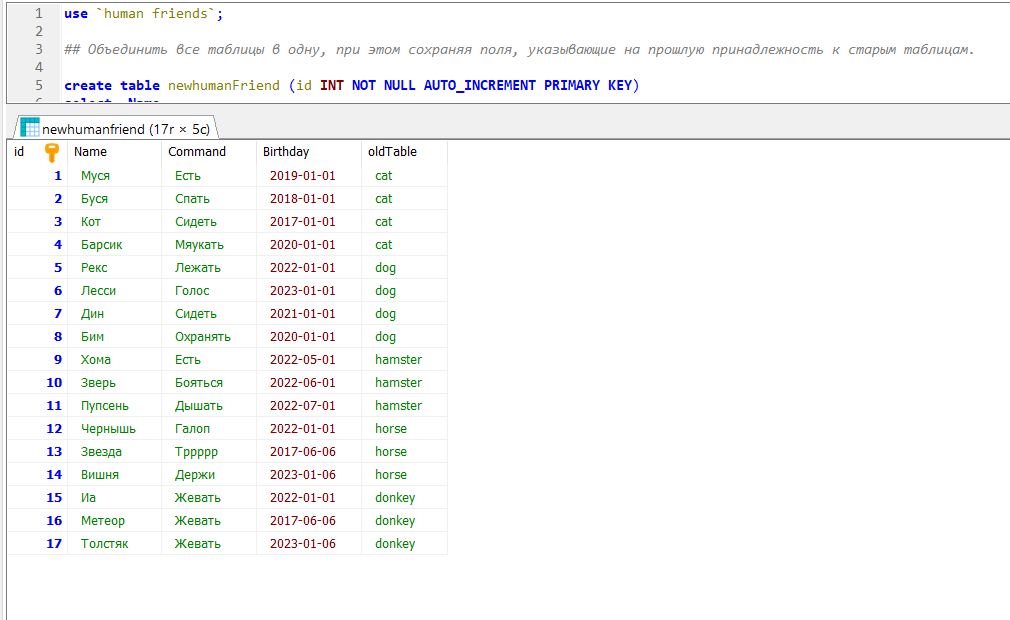 1 use `human friends`;
2
3 ## Объединить все таблицы в одну, при этом сохраняя поля, указывающие на прошлую принадлежность к старым таблицам.
4
5 create table newhumanFriend (id INT NOT NULL AUTO_INCREMENT PRIMARY KEY)
6 select Name
newhumanfriend (17r × 5c)
id Name Command Birthday oldTable
1 Муся Есть 2019-01-01 cat
2 Буся Спать 2018-01-01 cat
3 Кот Сидеть 2017-01-01 cat
4 Барсик Мяукать 2020-01-01 cat
5 Рекс Лежать 2022-01-01 dog
6 Лесси Голос 2023-01-01 dog
7 Дин Сидеть 2021-01-01 dog
8 Бим Охранять 2020-01-01 dog
9 Хома Есть 2022-05-01 hamster
10 Зверь Бояться 2022-06-01 hamster
11 Пупсень Дышать 2022-07-01 hamster
12 Чернышь Галоп 2022-01-01 horse
13 Звезда Тррррр 2017-06-06 horse
14 Вишня Держи 2023-01-06 horse
15 Иа Жевать 2022-01-01 donkey
16 Метеор Жевать 2017-06-06 donkey
17 Толстяк Жевать 2023-01-06 donkey